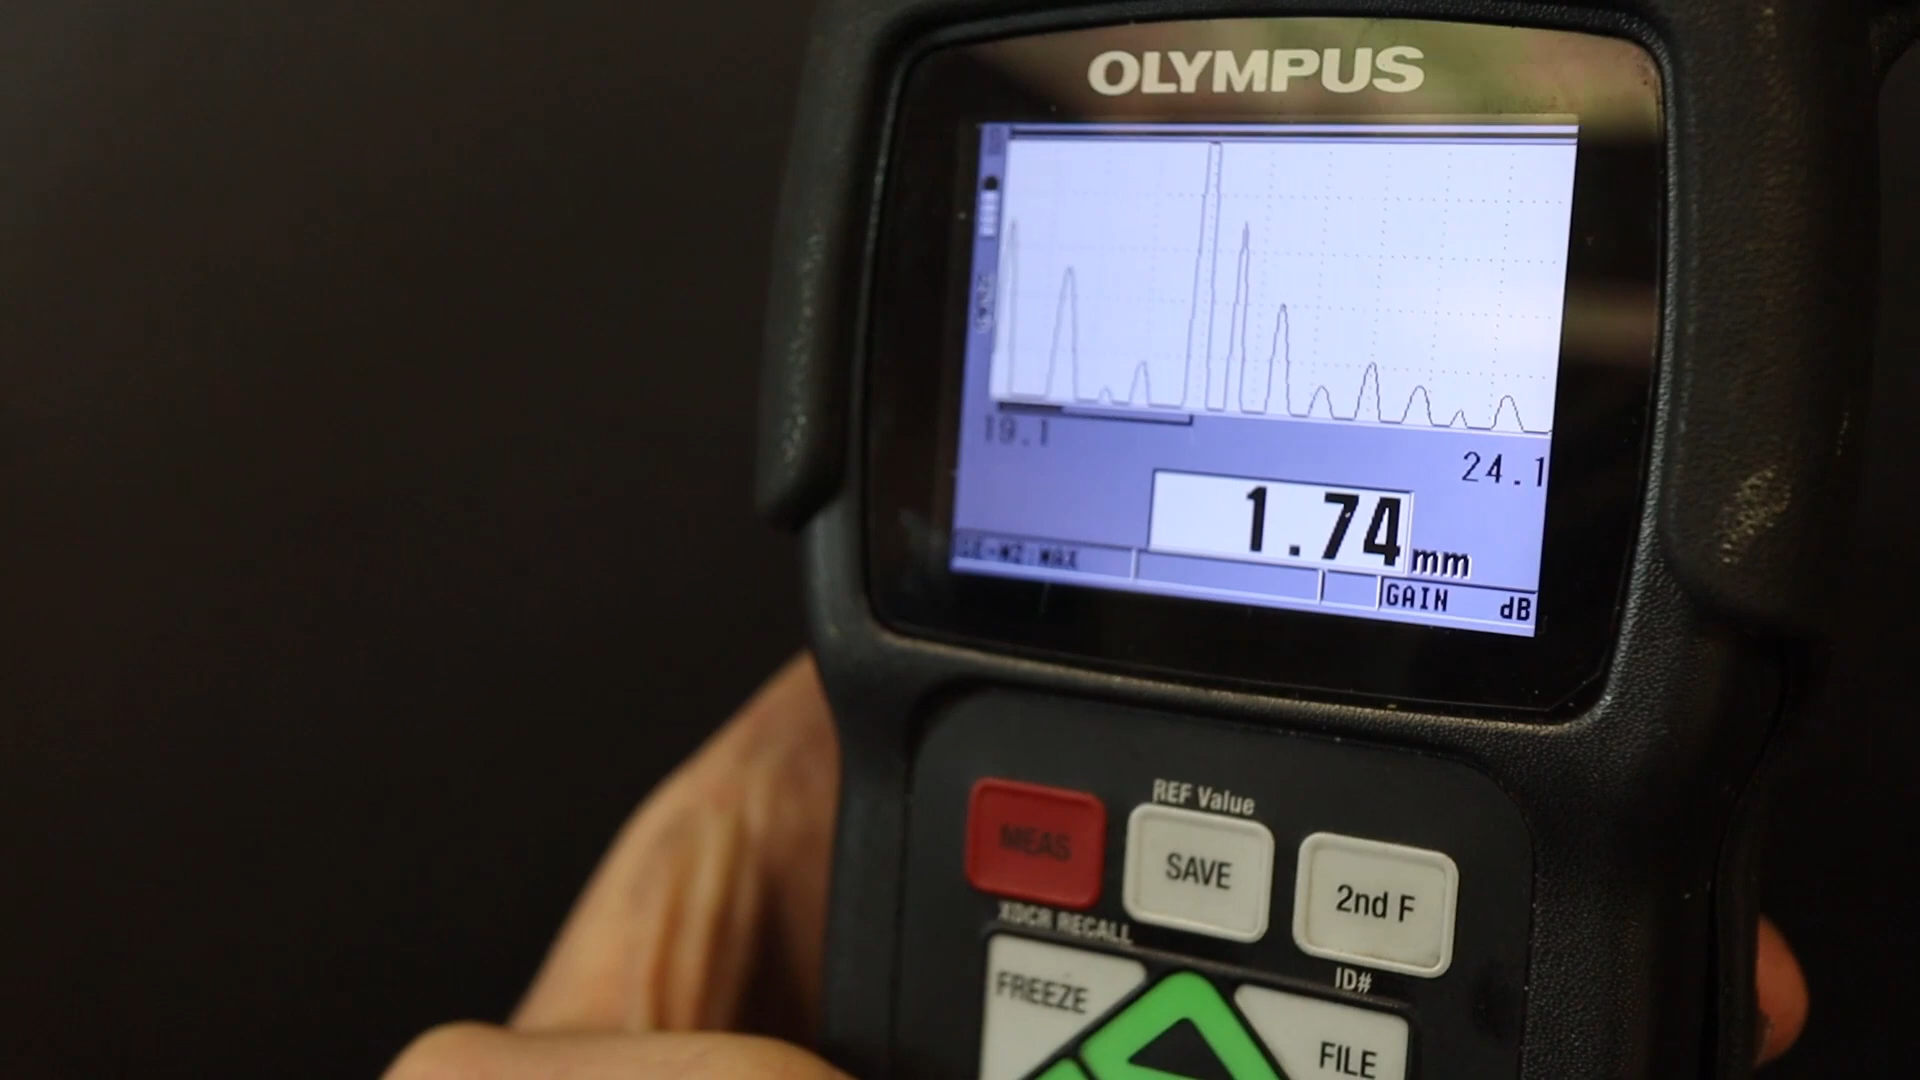 OLYMPUS
19.1
24.1
1.74 mm
MAX
GAIN dB
REF Value
MEAS
SAVE
2nd F
XDCR RECALL
ID#
FREEZE
FILE